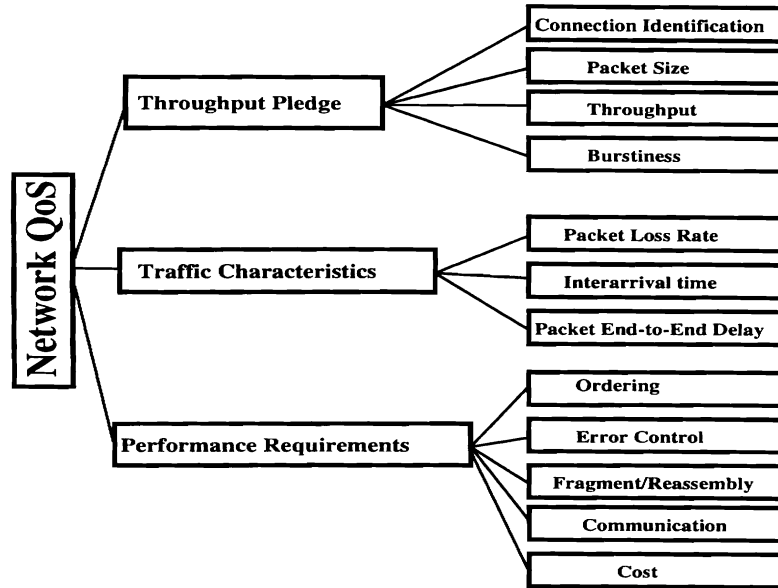 Network QoS
Throughput Pledge
Connection Identification
Packet Size
Throughput
Burstiness
Traffic Characteristics
Packet Loss Rate
Interarrival time
Packet End-to-End Delay
Performance Requirements
Ordering
Error Control
Fragment/Reassembly
Communication
Cost